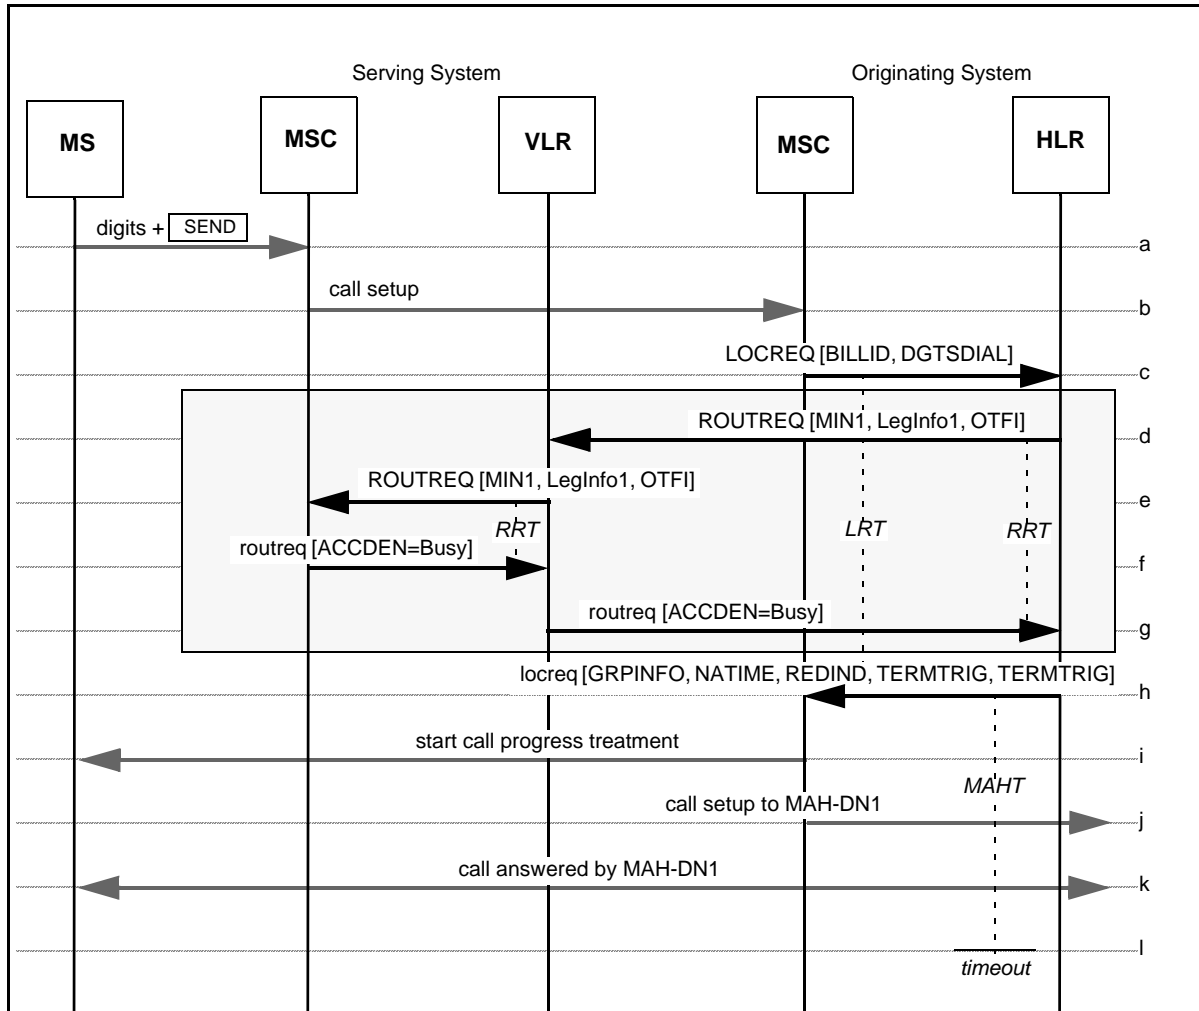 Serving System
Originating System
MS
MSC
VLR
MSC
HLR
digits + SEND
a
call setup
b
LOCREQ [BILLID, DGTSDIAL]
c
ROUTREQ [MIN1, LegInfo1, OTFI]
d
ROUTREQ [MIN1, LegInfo1, OTFI]
e
RRT
LRT
RRT
routreq [ACCDEN=Busy]
f
routreq [ACCDEN=Busy]
g
locreq [GRPINFO, NATIME, REDIND, TERMTRIG, TERMTRIG]
h
start call progress treatment
i
MAHT
call setup to MAH-DN1
j
call answered by MAH-DN1
k
l
timeout